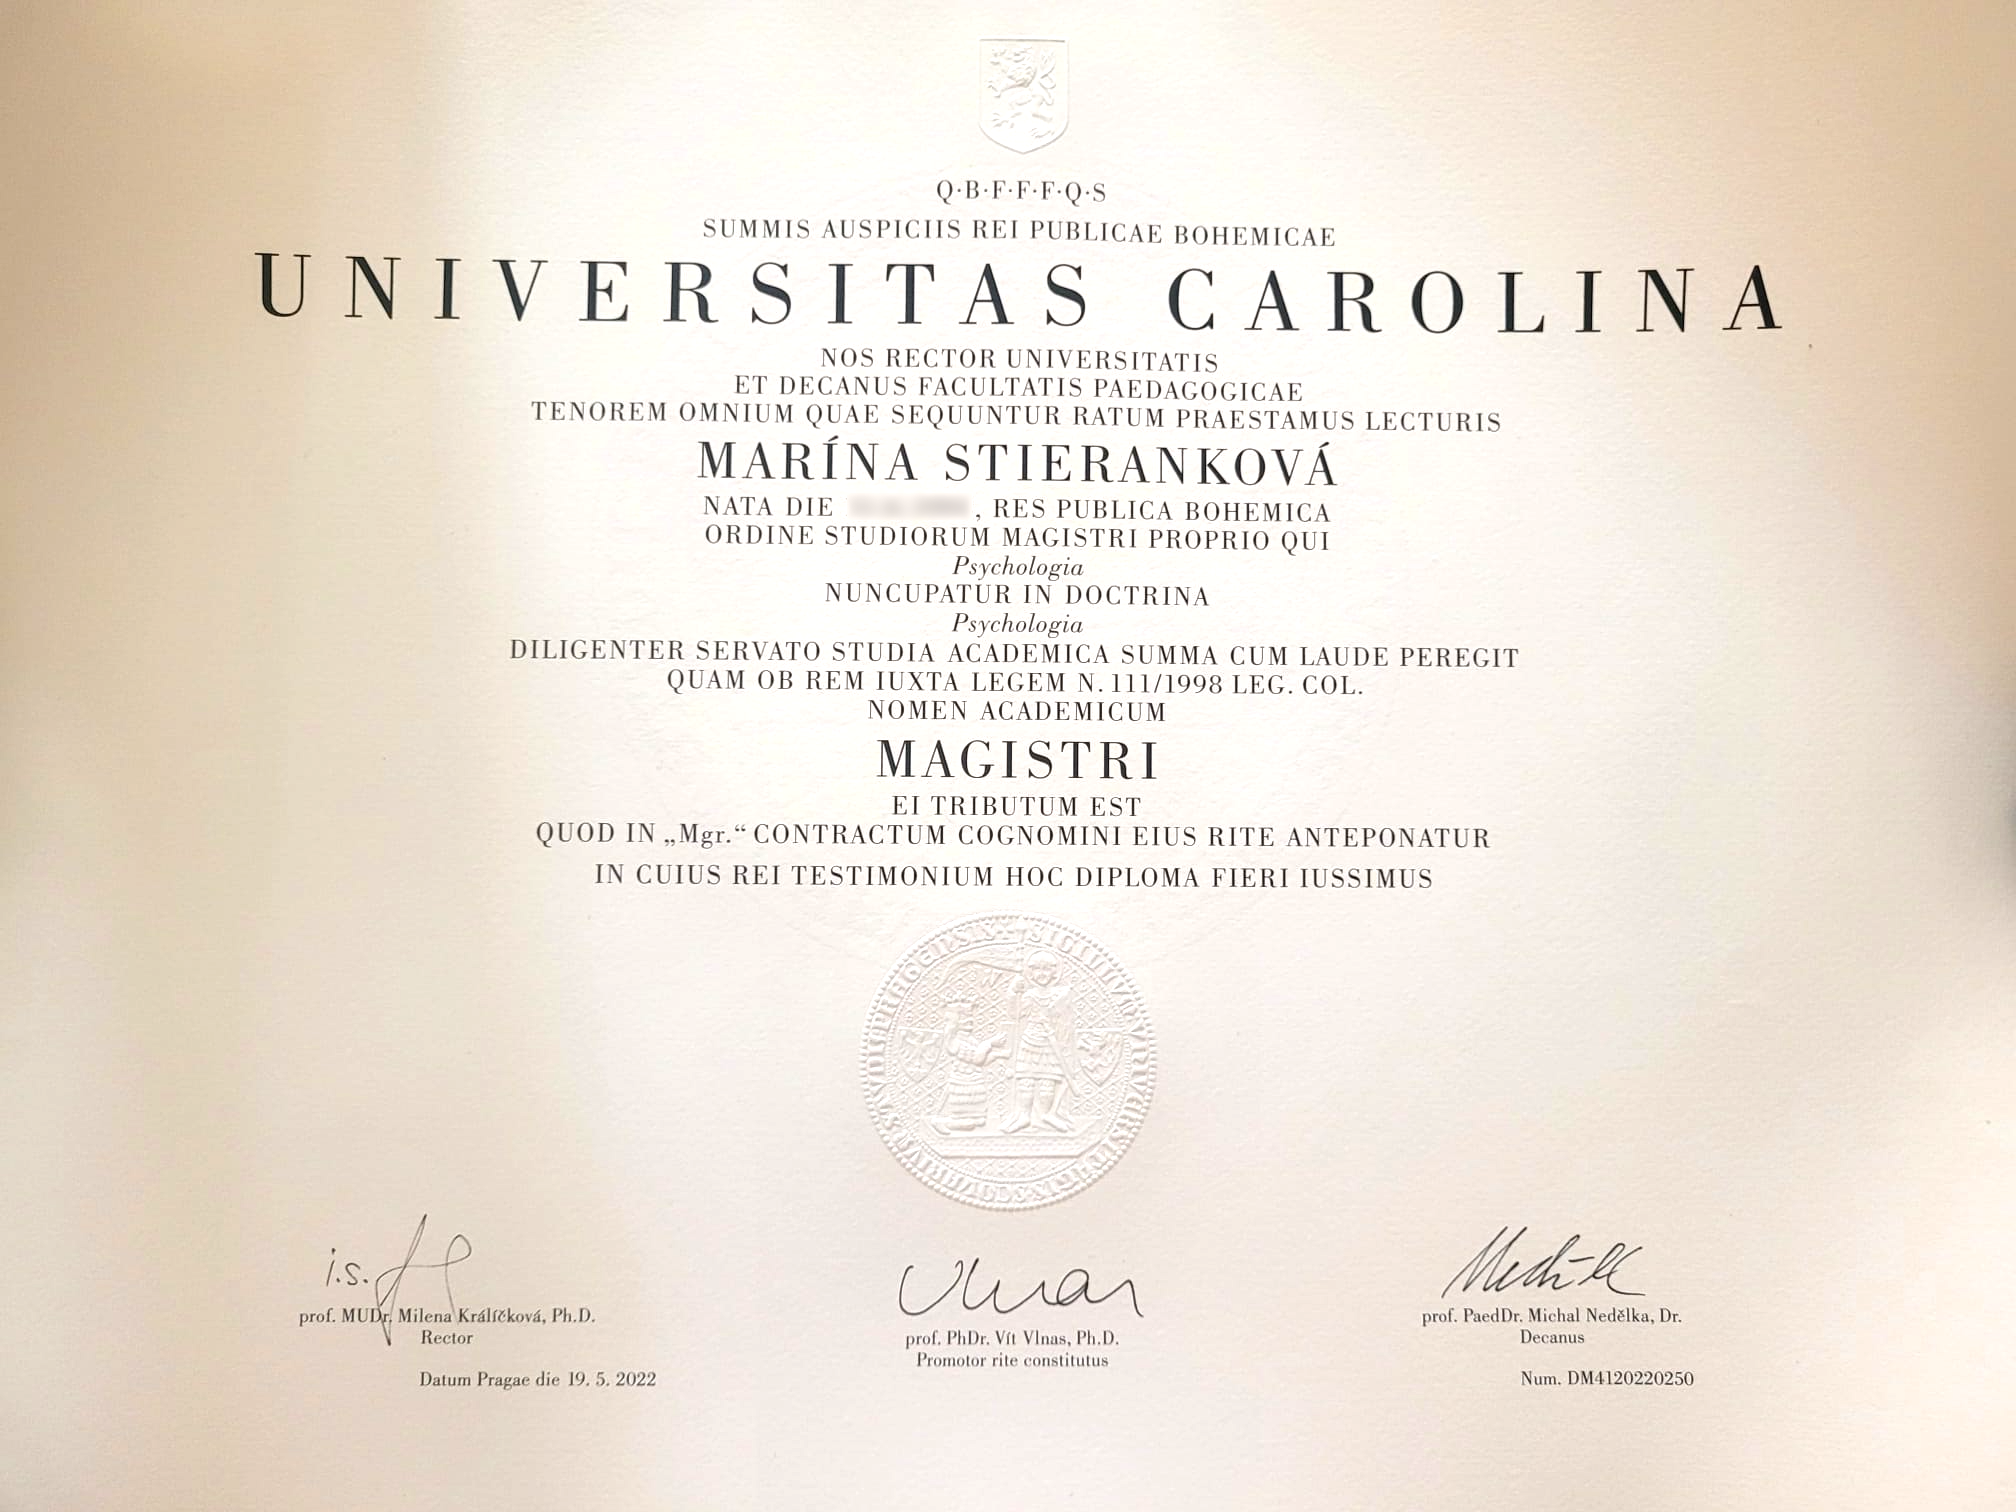 Q·B·F·F·F·Q·S
SUMMIS AUSPICIIS REI PUBLICAE BOHEMICAE
UNIVERSITAS CAROLINA
NOS RECTOR UNIVERSITATIS
ET DECANUS FACULTATIS PAEDAGOGICAE
TENOREM OMNIUM QUAE SEQUUNTUR RATUM PRAESTAMUS LECTURIS
MARÍNA STIERANKOVÁ
NATA DIE , RES PUBLICA BOHEMICA
ORDINE STUDIORUM MAGISTRI PROPRIO QUI
Psychologia
NUNCUPATUR IN DOCTRINA
Psychologia
DILIGENTER SERVATO STUDIA ACADEMICA SUMMA CUM LAUDE PEREGIT
QUAM OB REM IUXTA LEGEM N. 111/1998 LEG. COL.
NOMEN ACADEMICUM
MAGISTRI
EI TRIBUTUM EST
QUOD IN „Mgr.“ CONTRACTUM COGNOMINI EIUS RITE ANTEPONATUR
IN CUIUS REI TESTIMONIUM HOC DIPLOMA FIERI IUSSIMUS
i.s.
prof. MUDr. Milena Králíčková, Ph.D.
Rector
Datum Pragae die 19. 5. 2022
Vlnas
prof. PhDr. Vít Vlnas, Ph.D.
Promotor rite constitutus
Nedělka
prof. PaedDr. Michal Nedělka, Dr.
Decanus
Num. DM4120220250